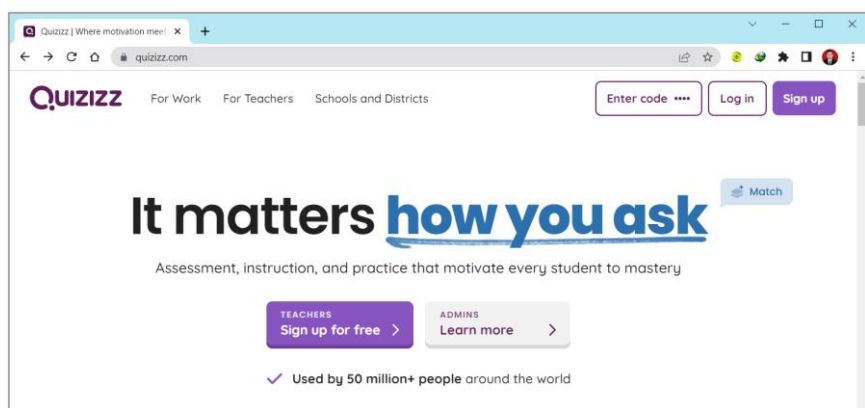 Quizizz | Where motivation meet
quizizz.com
QUIZIZZ For Work For Teachers Schools and Districts Enter code •••• Log in Sign up
Match
It matters how you ask
Assessment, instruction, and practice that motivate every student to mastery
TEACHERS
Sign up for free >
ADMINS
Learn more >
Used by 50 million+ people around the world